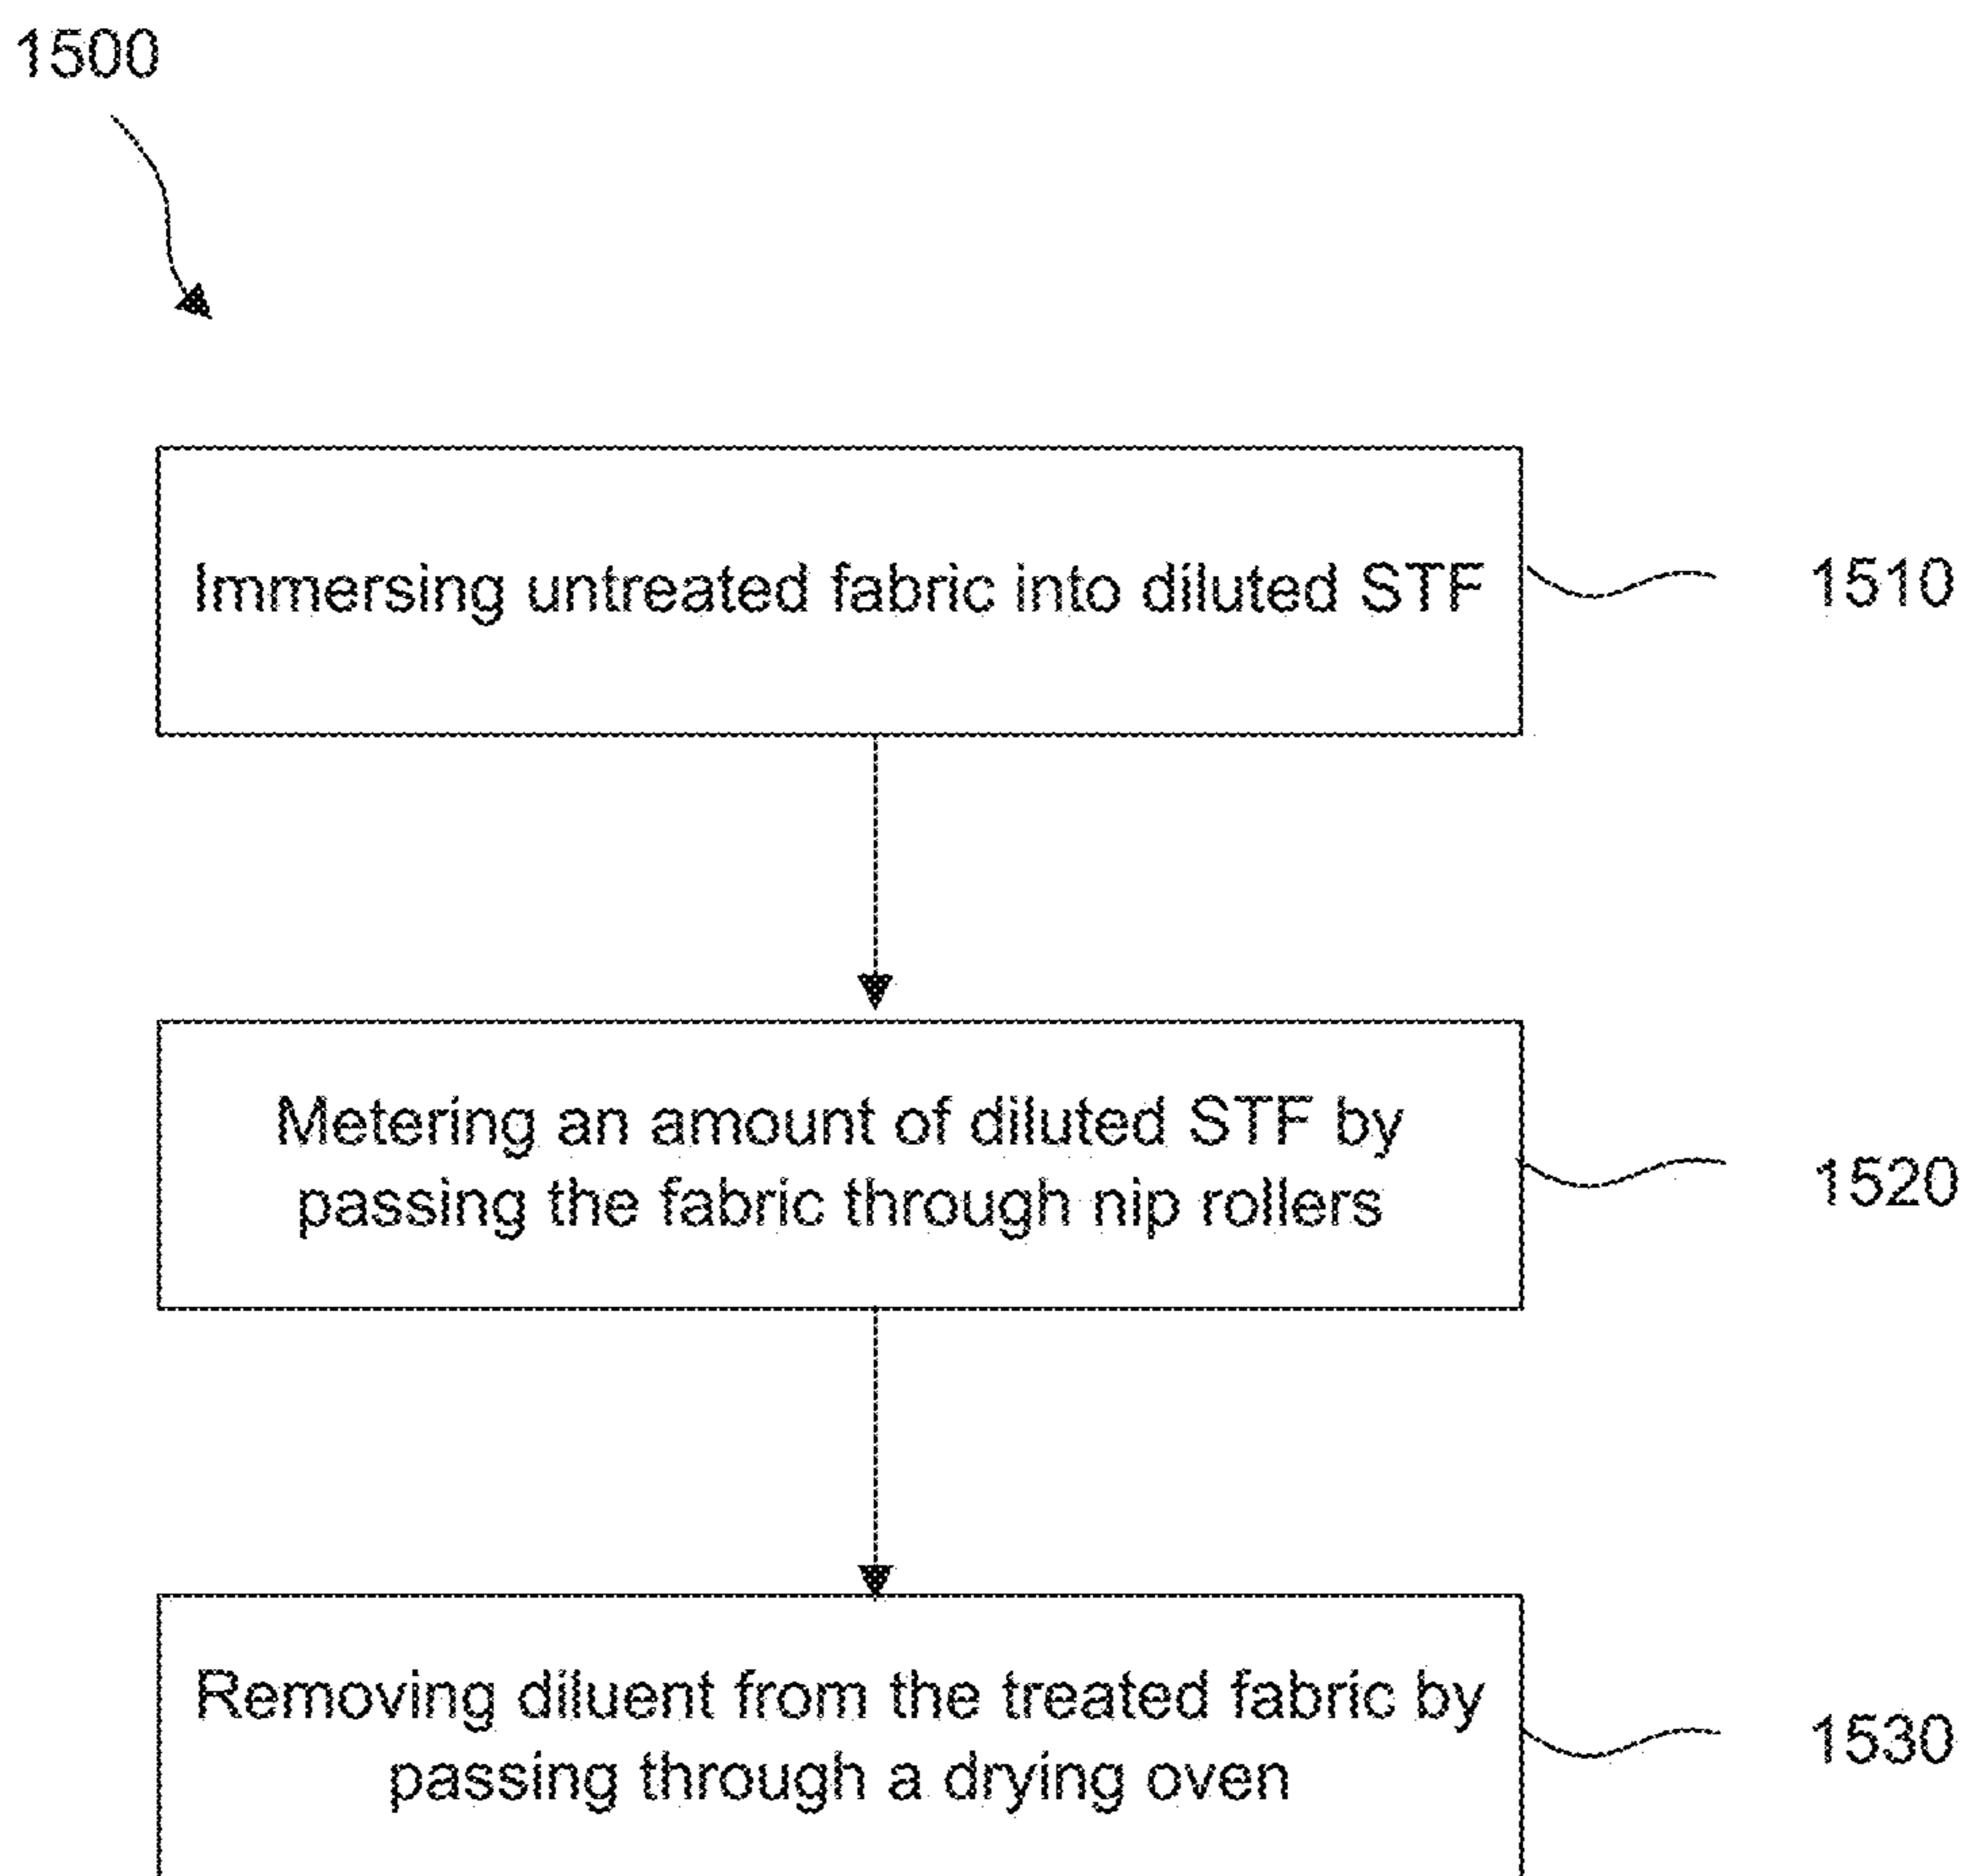 1500
Immersing untreated fabric into diluted STF
1510
Metering an amount of diluted STF by
passing the fabric through nip rollers
1520
Removing diluent from the treated fabric by
passing through a drying oven
1530